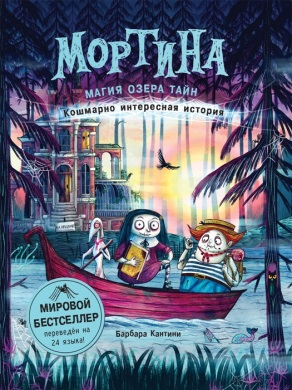 МОРТИНА
МАГИЯ ОЗЕРА ТАЙН
Кошмарно интересная история
МИРОВОЙ
БЕСТСЕЛЛЕР
переведён на
24 языка!
Барбара Кантини